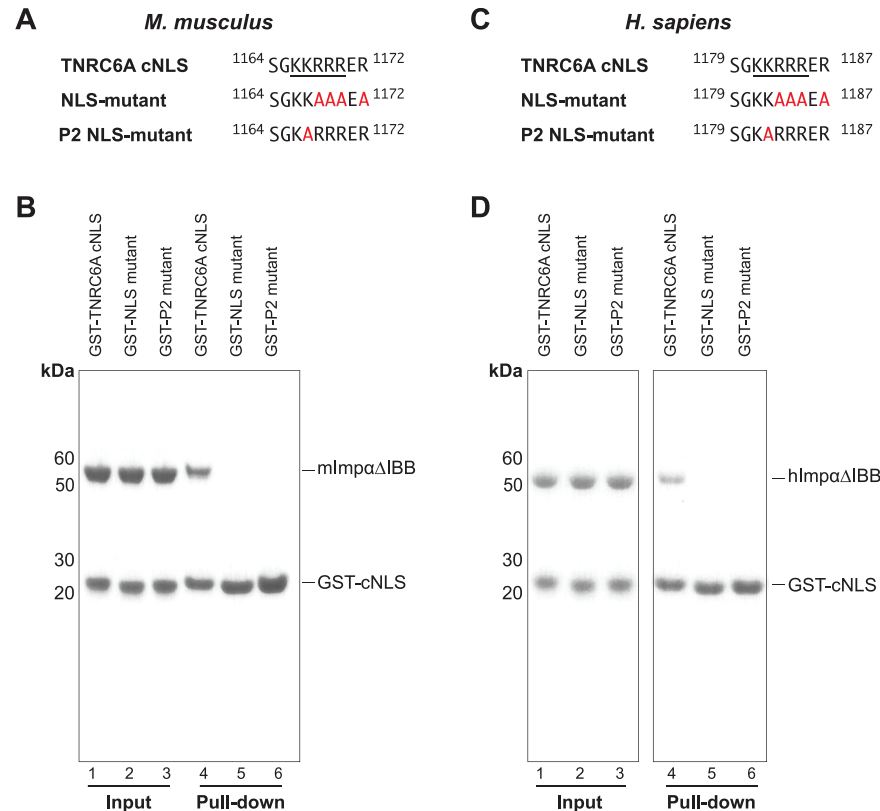 A
M. musculus
TNRC6A cNLS 1164 SGKKRRRER 1172
NLS-mutant 1164 SGKKAAAEA 1172
P2 NLS-mutant 1164 SGKARRRER 1172
C
H. sapiens
TNRC6A cNLS 1179 SGKKRRRER 1187
NLS-mutant 1179 SGKKAAAEA 1187
P2 NLS-mutant 1179 SGKARRRER 1187
B
GST-TNRC6A cNLS
GST-NLS mutant
GST-P2 mutant
GST-TNRC6A cNLS
GST-NLS mutant
GST-P2 mutant
kDa
60
50
30
20
mImpαΔIBB
GST-cNLS
1 2 3 4 5 6
Input Pull-down
D
GST-TNRC6A cNLS
GST-NLS mutant
GST-P2 mutant
GST-TNRC6A cNLS
GST-NLS mutant
GST-P2 mutant
kDa
60
50
30
20
hImpαΔIBB
GST-cNLS
1 2 3 4 5 6
Input Pull-down